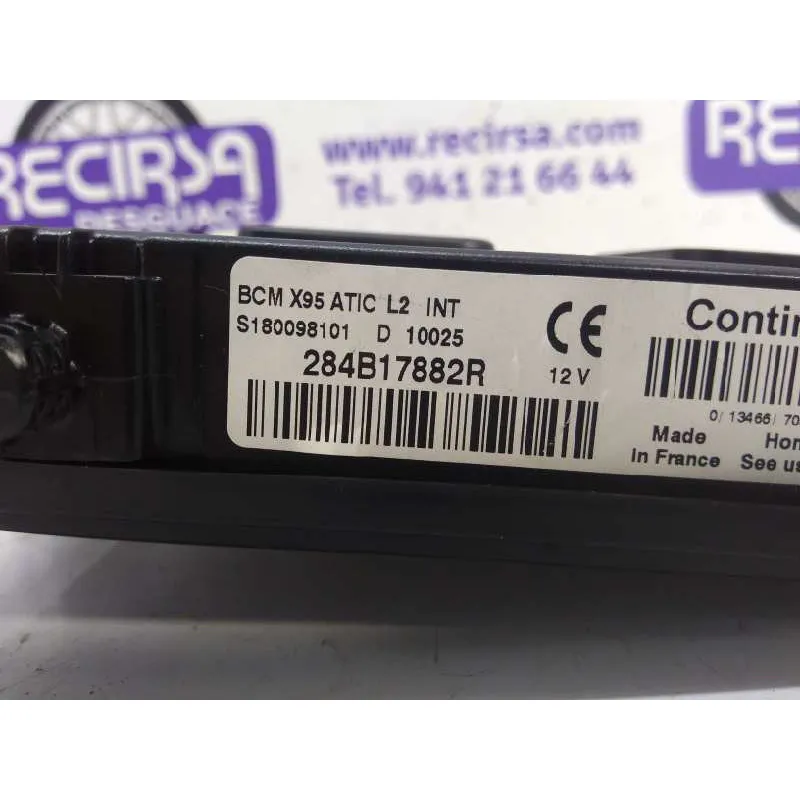 RECIRSA
DESGUACE
www.recirsa.com
Tel. 941 21 66 44
BCM X95 ATIC L2 INT
S180098101 D 10025
284B17882R
CE
12 V
Made
in France
See us